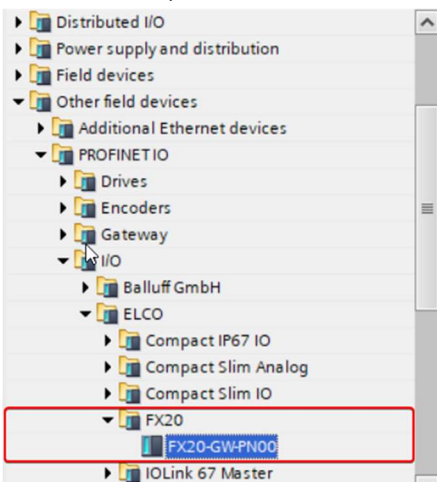 Distributed I/O
Power supply and distribution
Field devices
Other field devices
Additional Ethernet devices
PROFINET IO
Drives
Encoders
Gateway
I/O
Balluff GmbH
ELCO
Compact IP67 IO
Compact Slim Analog
Compact Slim IO
FX20
FX20-GW-PN00
IOLink 67 Master